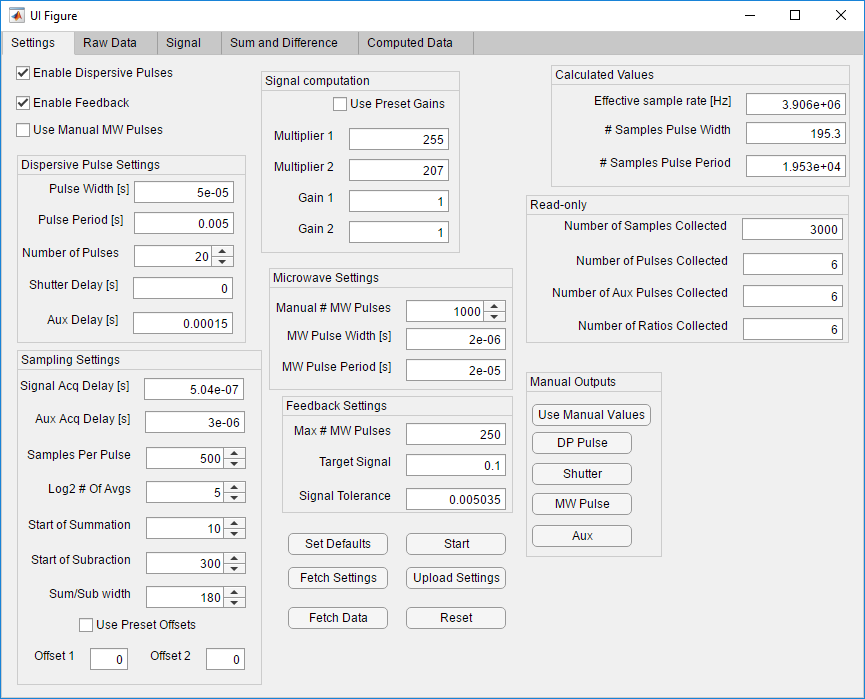 UI Figure
Settings Raw Data Signal Sum and Difference Computed Data
Enable Dispersive Pulses
Enable Feedback
Use Manual MW Pulses
Dispersive Pulse Settings
Pulse Width [s] 5e-05
Pulse Period [s] 0.005
Number of Pulses 20
Shutter Delay [s] 0
Aux Delay [s] 0.00015
Sampling Settings
Signal Acq Delay [s] 5.04e-07
Aux Acq Delay [s] 3e-06
Samples Per Pulse 500
Log2 # Of Avgs 5
Start of Summation 10
Start of Subraction 300
Sum/Sub width 180
Use Preset Offsets
Offset 1 0 Offset 2 0
Signal computation
Use Preset Gains
Multiplier 1 255
Multiplier 2 207
Gain 1 1
Gain 2 1
Microwave Settings
Manual # MW Pulses 1000
MW Pulse Width [s] 2e-06
MW Pulse Period [s] 2e-05
Feedback Settings
Max # MW Pulses 250
Target Signal 0.1
Signal Tolerance 0.005035
Set Defaults Start
Fetch Settings Upload Settings
Fetch Data Reset
Calculated Values
Effective sample rate [Hz] 3.906e+06
# Samples Pulse Width 195.3
# Samples Pulse Period 1.953e+04
Read-only
Number of Samples Collected 3000
Number of Pulses Collected 6
Number of Aux Pulses Collected 6
Number of Ratios Collected 6
Manual Outputs
Use Manual Values
DP Pulse
Shutter
MW Pulse
Aux